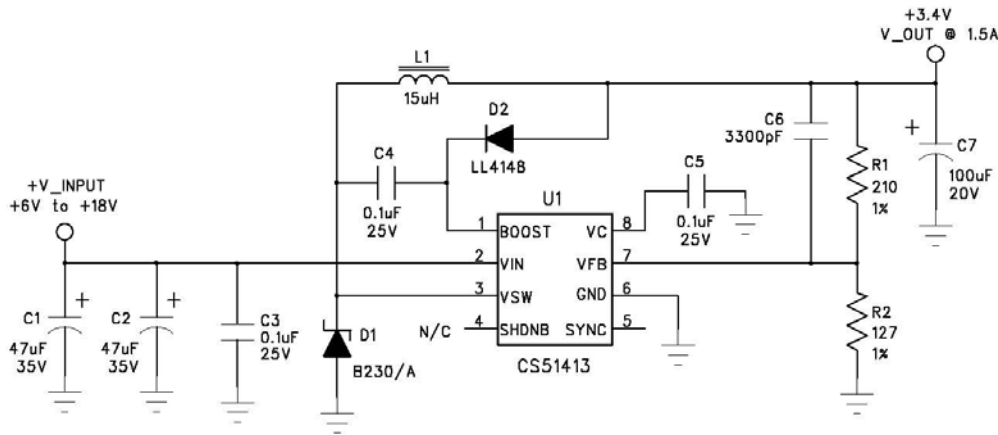 +3.4V
V_OUT @ 1.5A
L1
15uH
D2
LL4148
C6
3300pF
C4
0.1uF
25V
C5
0.1uF
25V
R1
210
1%
+
C7
100uF
20V
+V_INPUT
+6V to +18V
U1
1
BOOST
VC
8
2
VIN
VFB
7
3
VSW
GND
6
N/C
4
SHDNB
SYNC
5
CS51413
+
C1
47uF
35V
+
C2
47uF
35V
C3
0.1uF
25V
D1
B230/A
R2
127
1%